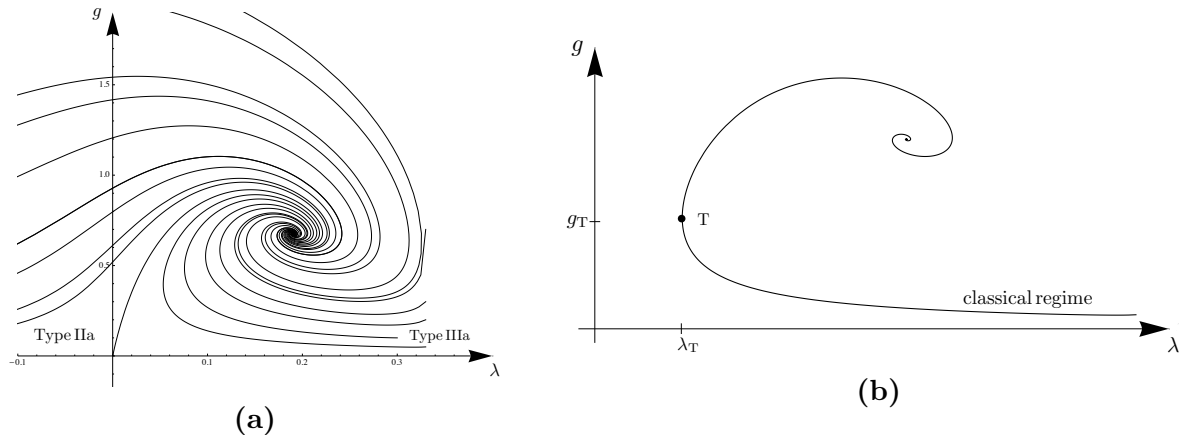 g
1.5
1.0
0.5
Type IIa
Type IIIa
−0.1
0.1
0.2
0.3
λ
(a)
g
g_T
T
classical regime
λ_T
λ
(b)